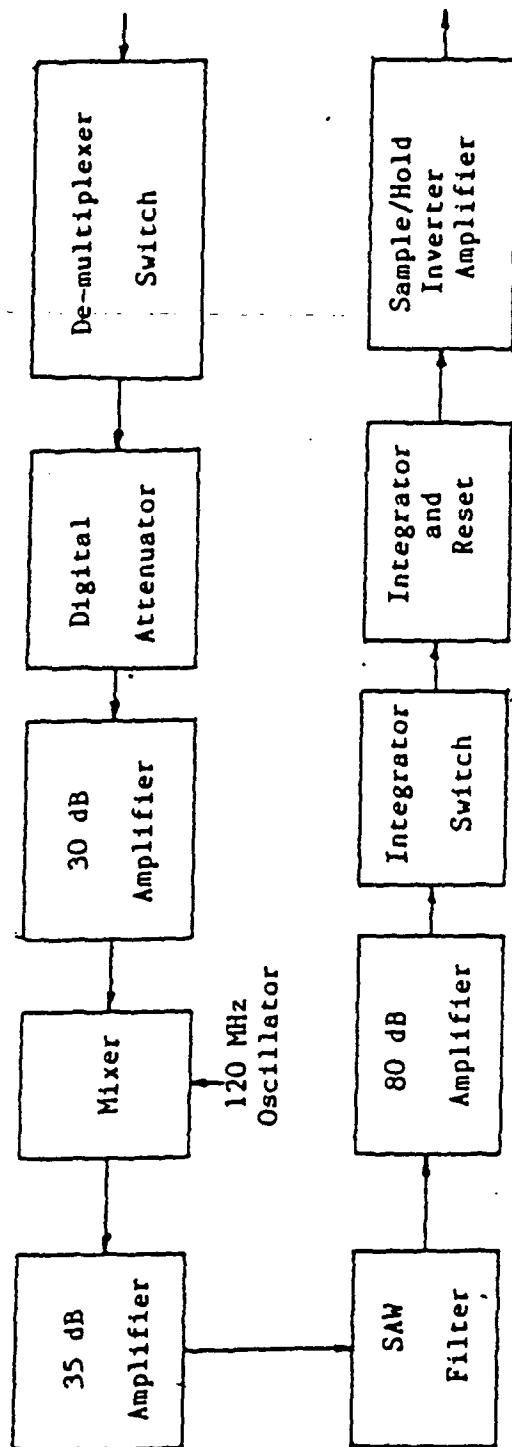 De-multiplexer
Switch
Digital
Attenuator
30 dB
Amplifier
Mixer
120 MHz
Oscillator
35 dB
Amplifier
SAW
Filter
80 dB
Amplifier
Integrator
Switch
Integrator
and
Reset
Sample/Hold
Inverter
Amplifier